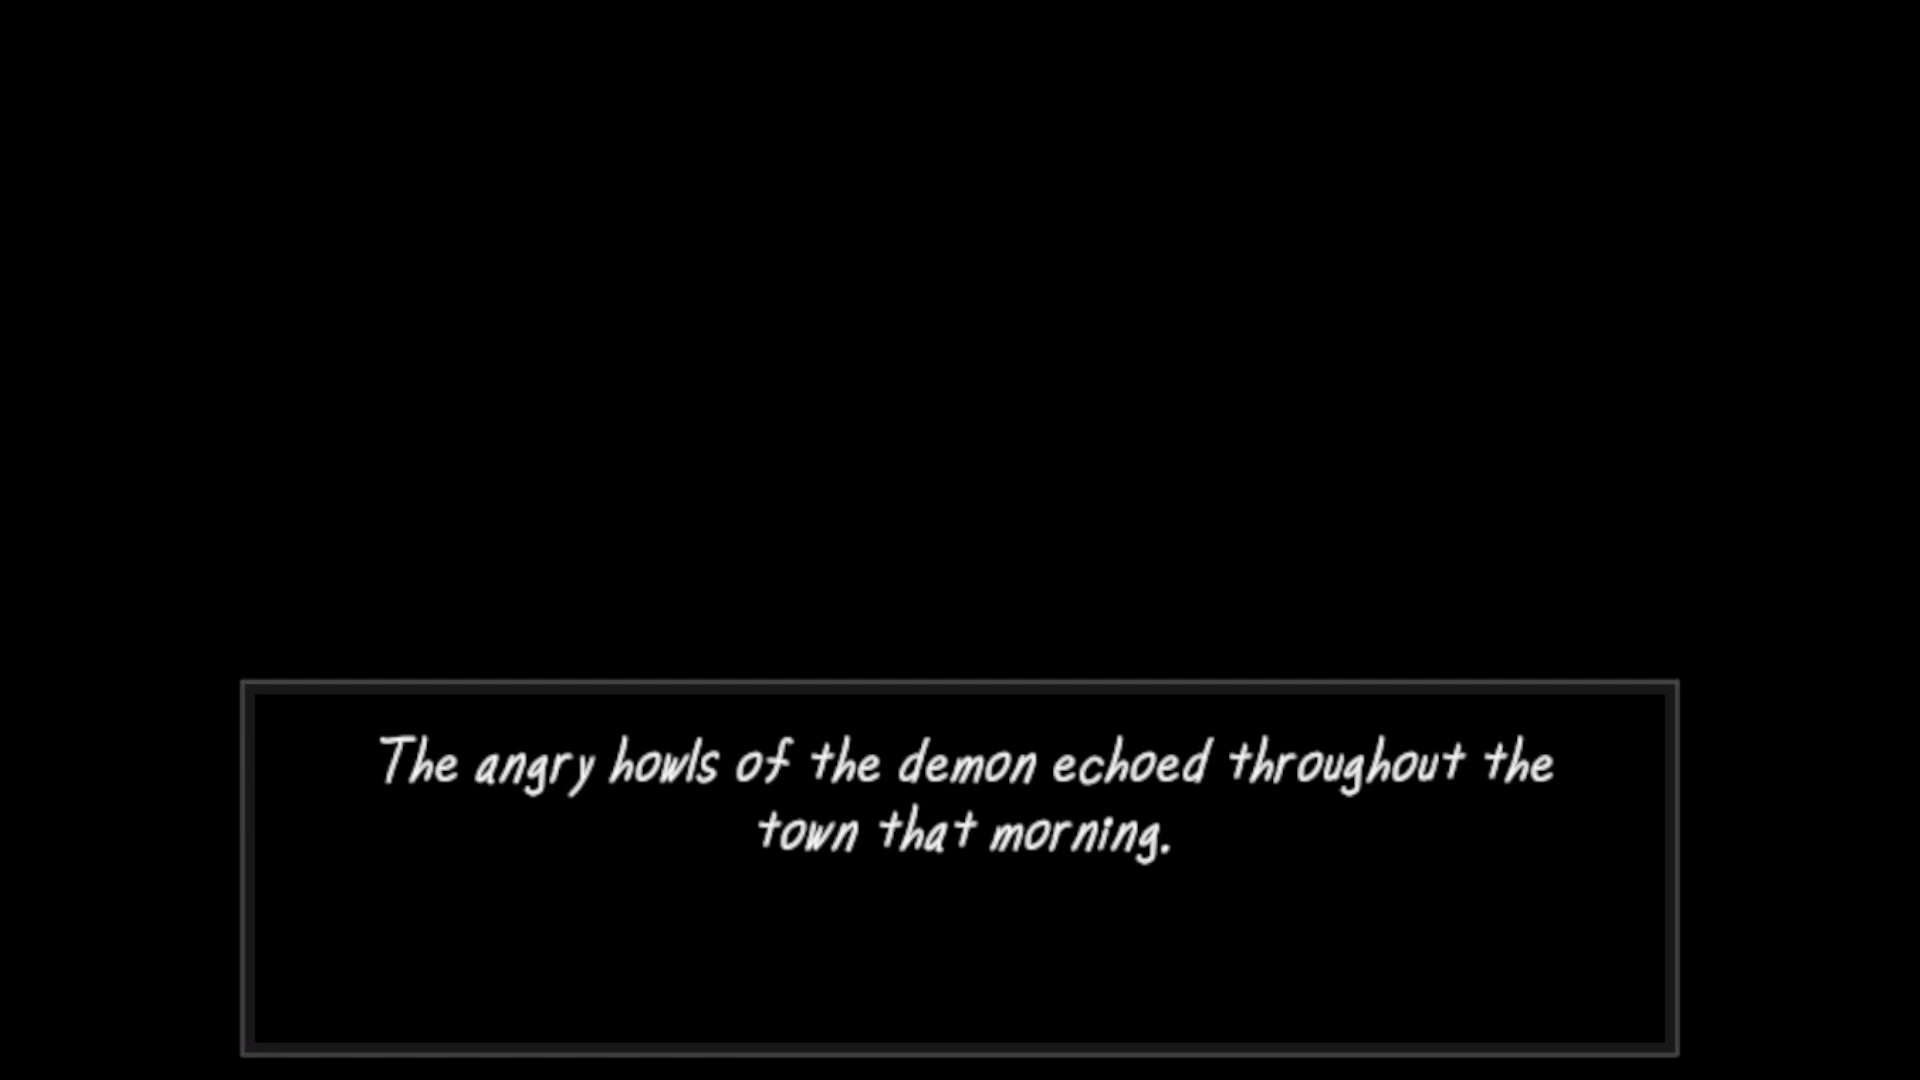 The angry howls of the demon echoed throughout the
town that morning.